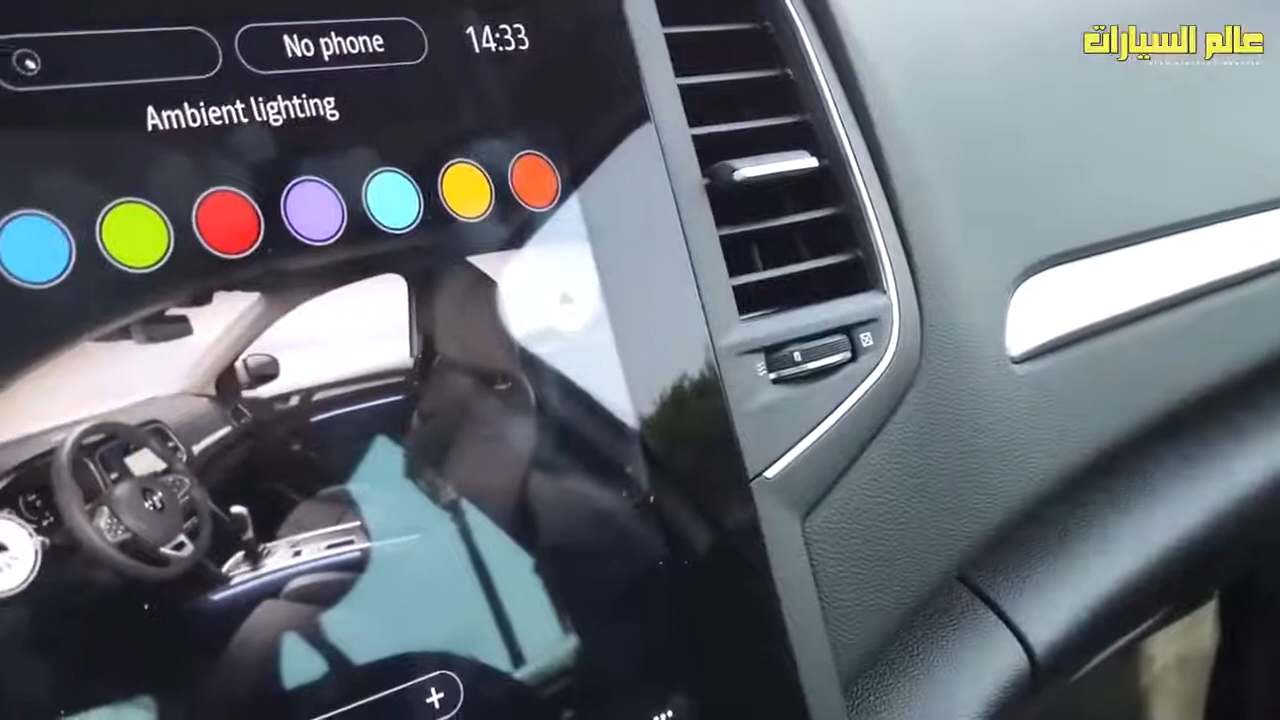 No phone
14:33
عالم السيارات
Ambient lighting
+
...